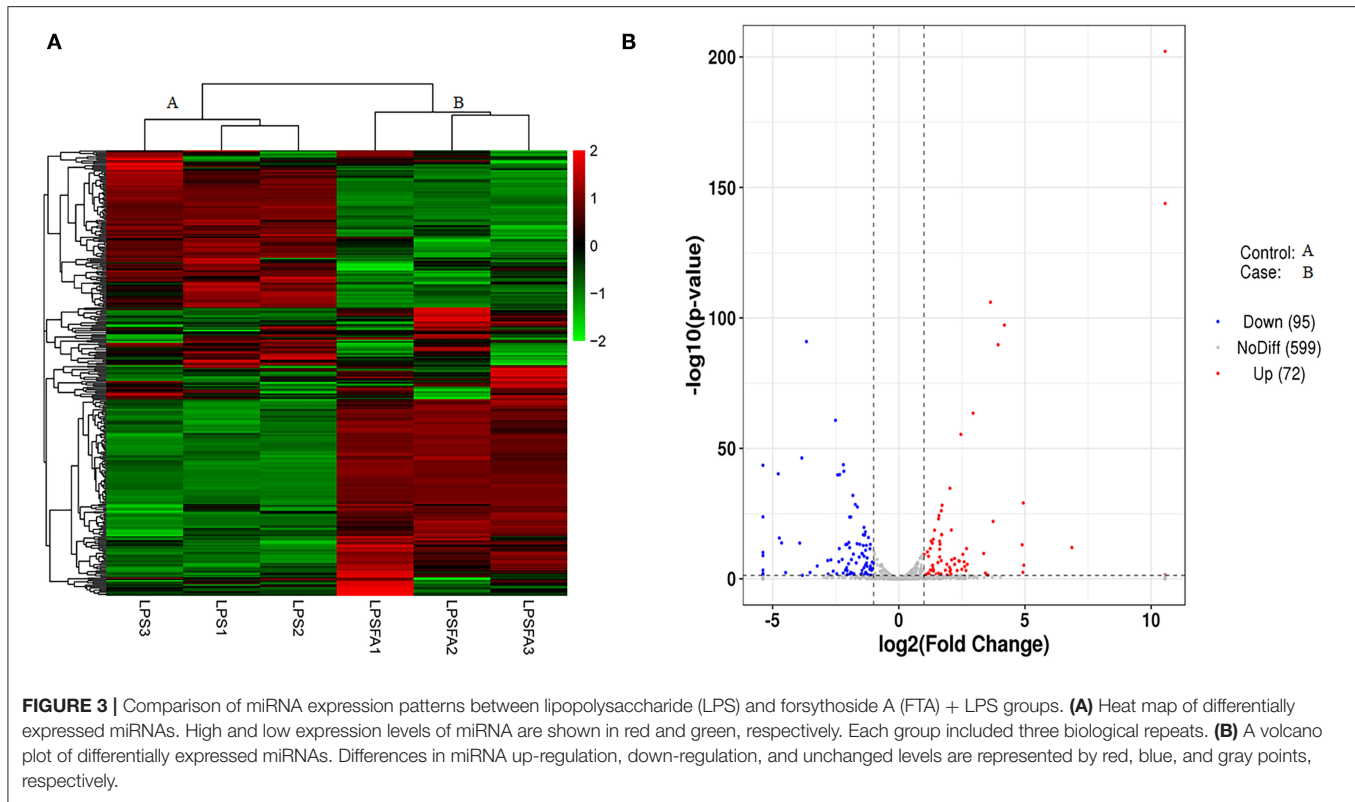 A
A
B
2
1
0
−1
−2
LPS3
LPS1
LPS2
LPSFA1
LPSFA2
LPSFA3
B
200
150
100
50
0
-log10(p-value)
-5
0
5
10
log2(Fold Change)
Control: A
Case: B
Down (95)
NoDiff (599)
Up (72)
FIGURE 3 | Comparison of miRNA expression patterns between lipopolysaccharide (LPS) and forsythoside A (FTA) + LPS groups. (A) Heat map of differentially
expressed miRNAs. High and low expression levels of miRNA are shown in red and green, respectively. Each group included three biological repeats. (B) A volcano
plot of differentially expressed miRNAs. Differences in miRNA up-regulation, down-regulation, and unchanged levels are represented by red, blue, and gray points,
respectively.